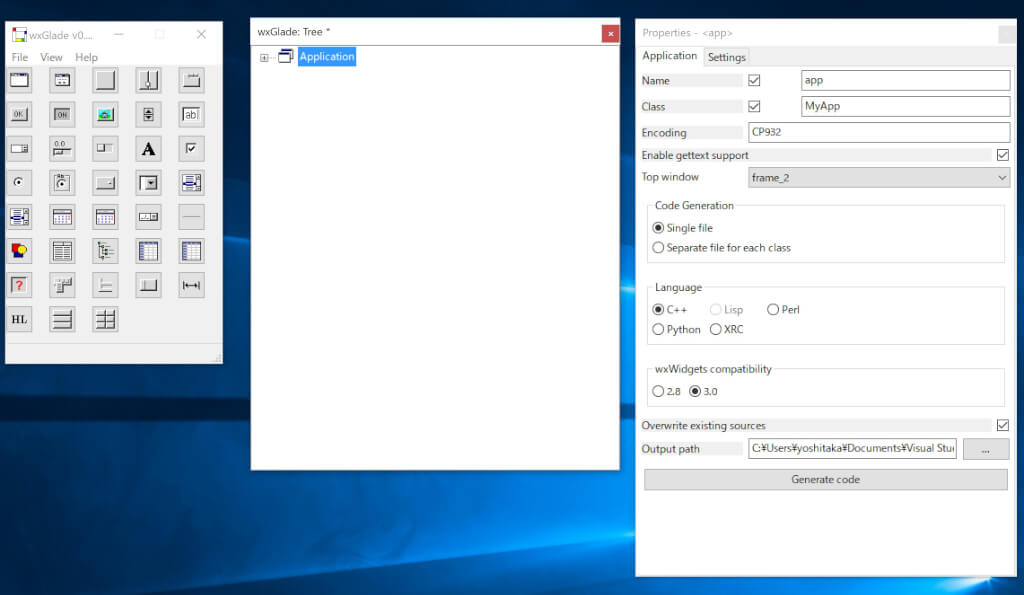 wxGlade v0....
File View Help
OK
ON
ab
0.0
A
?
HL
wxGlade: Tree *
Application
Properties - <app>
Application Settings
Name app
Class MyApp
Encoding CP932
Enable gettext support
Top window frame_2
Code Generation
Single file
Separate file for each class
Language
C++ Lisp Perl
Python XRC
wxWidgets compatibility
2.8 3.0
Overwrite existing sources
Output path C:¥Users¥yoshitaka¥Documents¥Visual Stu ...
Generate code